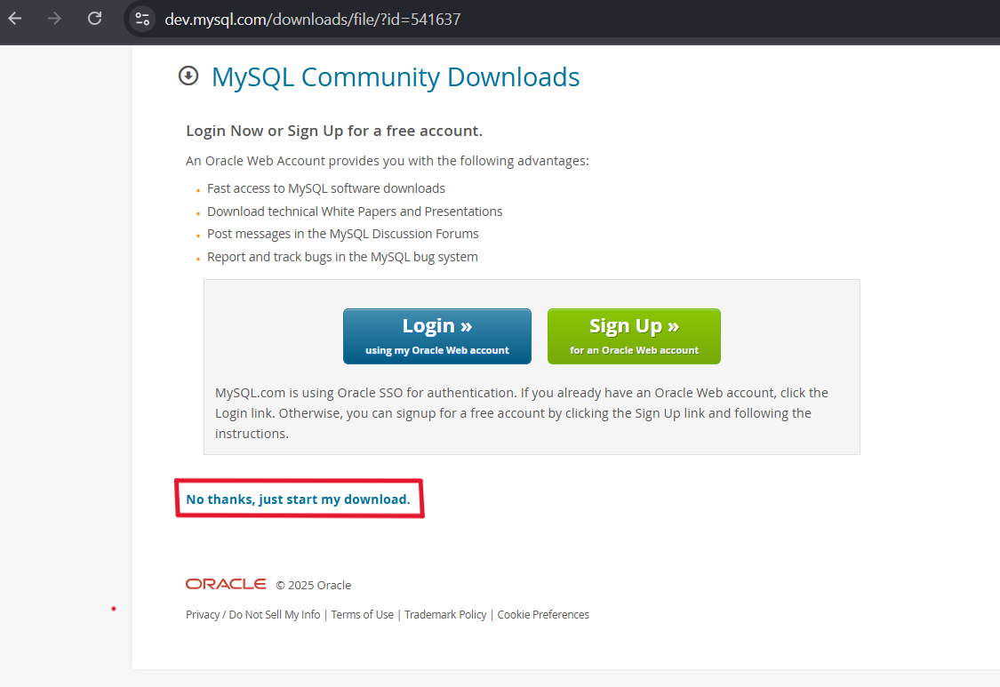 dev.mysql.com/downloads/file/?id=541637
MySQL Community Downloads
Login Now or Sign Up for a free account.
An Oracle Web Account provides you with the following advantages:
Fast access to MySQL software downloads
Download technical White Papers and Presentations
Post messages in the MySQL Discussion Forums
Report and track bugs in the MySQL bug system
Login »
using my Oracle Web account
Sign Up »
for an Oracle Web account
MySQL.com is using Oracle SSO for authentication. If you already have an Oracle Web account, click the
Login link. Otherwise, you can signup for a free account by clicking the Sign Up link and following the
instructions.
No thanks, just start my download.
ORACLE © 2025 Oracle
Privacy / Do Not Sell My Info | Terms of Use | Trademark Policy | Cookie Preferences